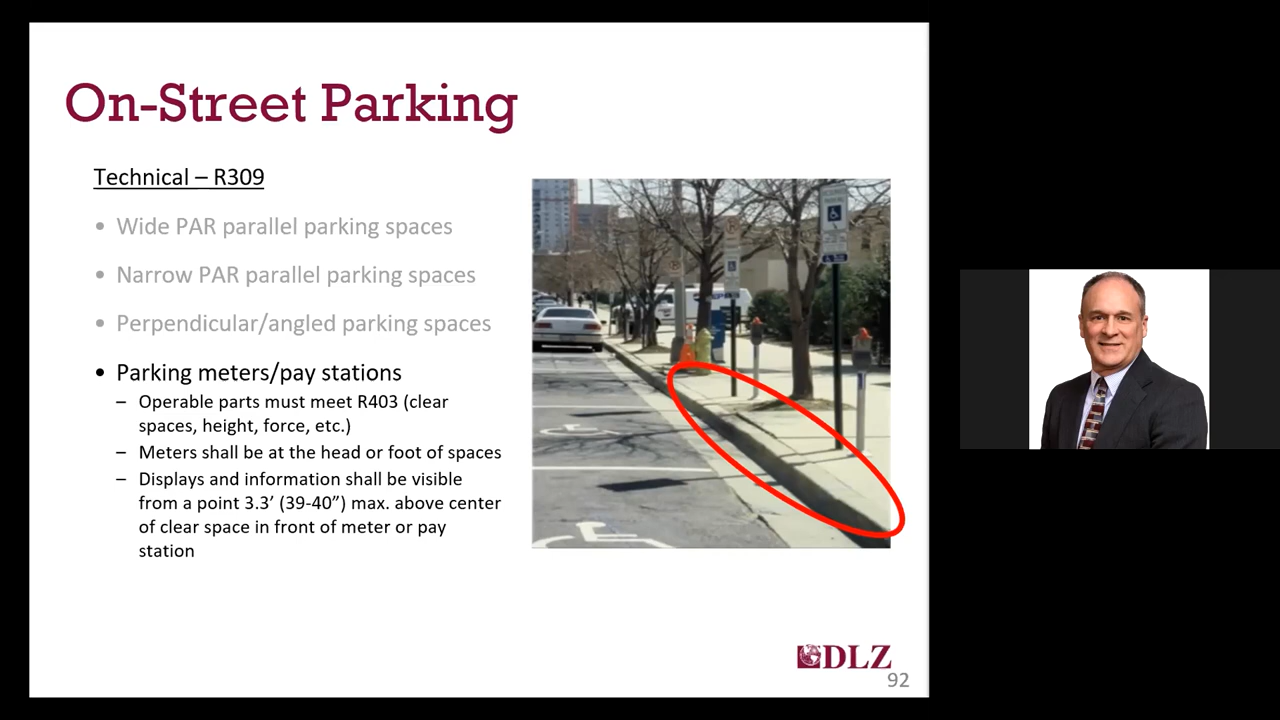 On-Street Parking
Technical – R309
• Wide PAR parallel parking spaces
• Narrow PAR parallel parking spaces
• Perpendicular/angled parking spaces
• Parking meters/pay stations
– Operable parts must meet R403 (clear
spaces, height, force, etc.)
– Meters shall be at the head or foot of spaces
– Displays and information shall be visible
from a point 3.3’ (39-40”) max. above center
of clear space in front of meter or pay
station
DLZ
92